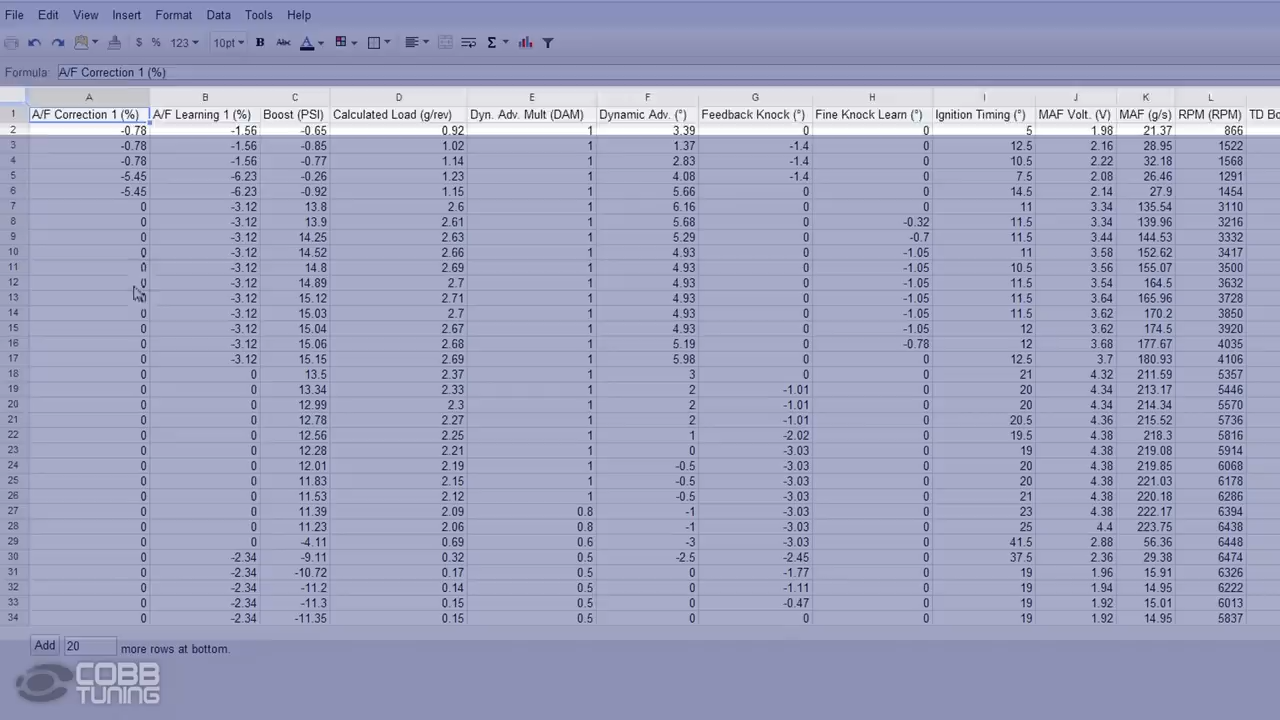 File Edit View Insert Format Data Tools Help
$ % 123 10pt B Abc A Σ
Formula: A/F Correction 1 (%)
A B C D E F G H I J K L
1 A/F Correction 1 (%) A/F Learning 1 (%) Boost (PSI) Calculated Load (g/rev) Dyn. Adv. Mult (DAM) Dynamic Adv. (°) Feedback Knock (°) Fine Knock Learn (°) Ignition Timing (°) MAF Volt. (V) MAF (g/s) RPM (RPM) TD Bo
2 -0.78 -1.56 -0.65 0.92 1 3.39 0 0 5 1.98 21.37 866
3 -0.78 -1.56 -0.85 1.02 1 1.37 -1.4 0 12.5 2.16 28.95 1522
4 -0.78 -1.56 -0.77 1.14 1 2.83 -1.4 0 10.5 2.22 32.18 1568
5 -5.45 -6.23 -0.26 1.23 1 4.08 -1.4 0 7.5 2.08 26.46 1291
6 -5.45 -6.23 -0.92 1.15 1 5.66 0 0 14.5 2.14 27.9 1454
7 0 -3.12 13.8 2.6 1 6.16 0 0 11 3.34 135.54 3110
8 0 -3.12 13.9 2.61 1 5.68 0 -0.32 11.5 3.34 139.96 3216
9 0 -3.12 14.25 2.63 1 5.29 0 -0.7 11.5 3.44 144.53 3332
10 0 -3.12 14.52 2.66 1 4.93 0 -1.05 11 3.58 152.62 3417
11 0 -3.12 14.8 2.69 1 4.93 0 -1.05 10.5 3.56 155.07 3500
12 0 -3.12 14.89 2.7 1 4.93 0 -1.05 11.5 3.54 164.5 3632
13 0 -3.12 15.12 2.71 1 4.93 0 -1.05 11.5 3.64 165.96 3728
14 0 -3.12 15.03 2.7 1 4.93 0 -1.05 11.5 3.62 170.2 3850
15 0 -3.12 15.04 2.67 1 4.93 0 -1.05 12 3.62 174.5 3920
16 0 -3.12 15.06 2.68 1 5.19 0 -0.78 12 3.68 177.67 4035
17 0 -3.12 15.15 2.69 1 5.98 0 0 12.5 3.7 180.93 4106
18 0 0 13.5 2.37 1 3 0 0 21 4.32 211.59 5357
19 0 0 13.34 2.33 1 2 -1.01 0 20 4.34 213.17 5446
20 0 0 12.99 2.3 1 2 -1.01 0 20 4.34 214.34 5570
21 0 0 12.78 2.27 1 2 -1.01 0 20.5 4.36 215.52 5736
22 0 0 12.56 2.25 1 1 -2.02 0 19.5 4.38 218.3 5816
23 0 0 12.28 2.21 1 0 -3.03 0 19 4.38 219.08 5914
24 0 0 12.01 2.19 1 -0.5 -3.03 0 20 4.38 219.85 6068
25 0 0 11.83 2.15 1 -0.5 -3.03 0 20 4.38 221.03 6178
26 0 0 11.53 2.12 1 -0.5 -3.03 0 21 4.38 220.18 6286
27 0 0 11.39 2.09 0.8 -1 -3.03 0 23 4.38 222.17 6394
28 0 0 11.23 2.06 0.8 -1 -3.03 0 25 4.4 223.75 6438
29 0 0 -4.11 0.69 0.6 -3 -3.03 0 41.5 2.88 56.36 6448
30 0 -2.34 -9.11 0.32 0.5 -2.5 -2.45 0 37.5 2.36 29.38 6474
31 0 -2.34 -10.72 0.17 0.5 0 -1.77 0 19 1.96 15.91 6326
32 0 -2.34 -11.2 0.14 0.5 0 -1.11 0 19 1.94 14.95 6222
33 0 -2.34 -11.3 0.15 0.5 0 -0.47 0 19 1.92 15.01 6013
34 0 -2.34 -11.35 0.15 0.5 0 0 0 19 1.92 14.95 5837
Add 20 more rows at bottom.
COBB
TUNING